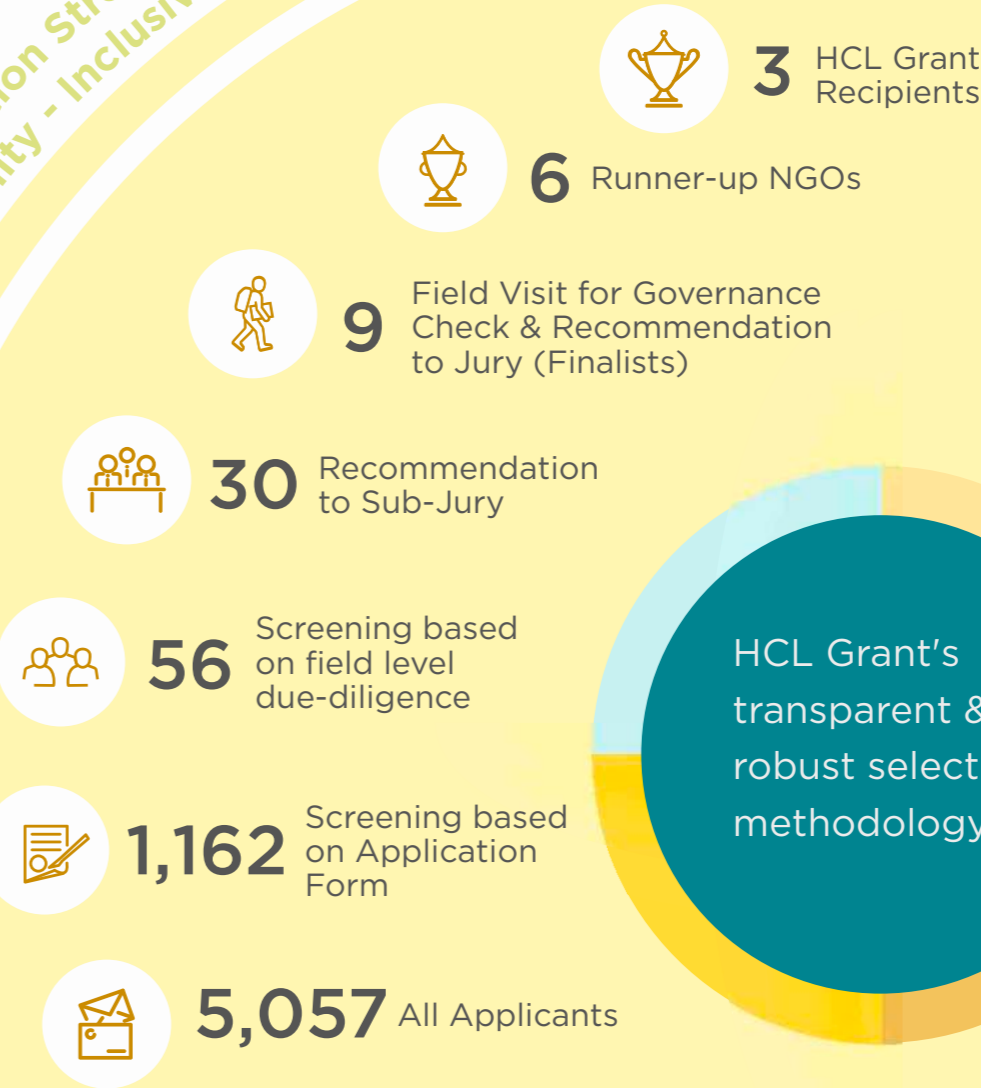 3 HCL Grant
Recipients
6 Runner-up NGOs
9 Field Visit for Governance
Check & Recommendation
to Jury (Finalists)
30 Recommendation
to Sub-Jury
56 Screening based
on field level
due-diligence
1,162 Screening based
on Application
Form
5,057 All Applicants
HCL Grant's
transparent &
robust select
methodology